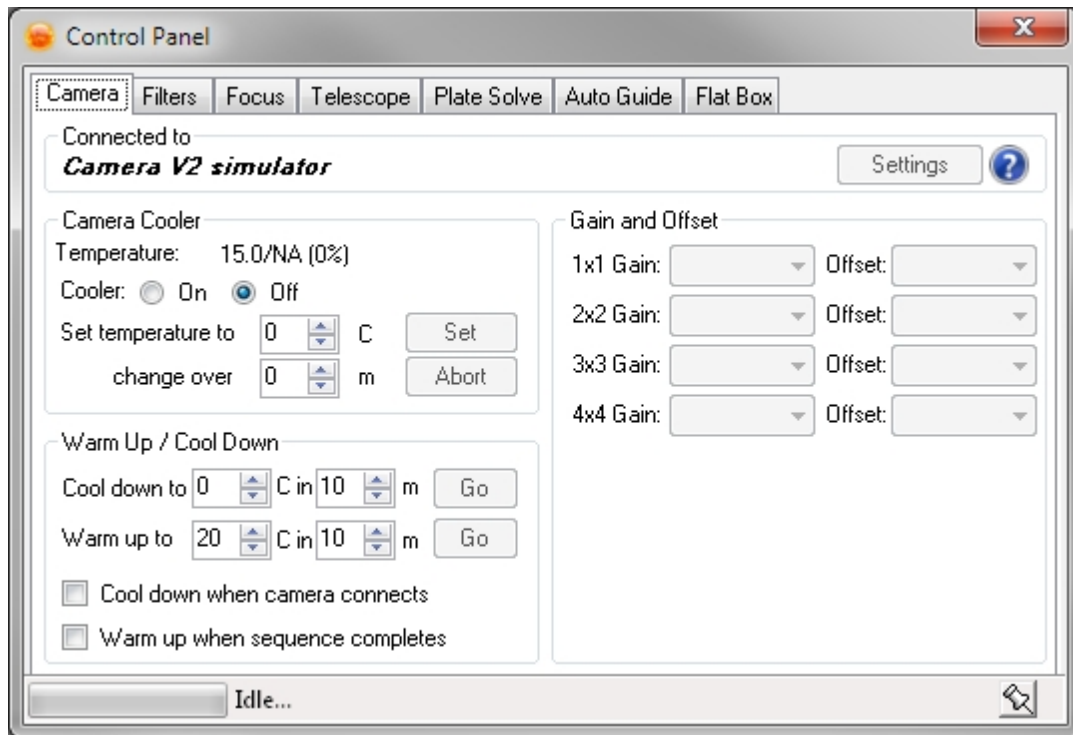 Control Panel
Camera Filters Focus Telescope Plate Solve Auto Guide Flat Box
Connected to
Camera V2 simulator
Settings
?
Camera Cooler
Temperature: 15.0/NA (0%)
Cooler: On Off
Set temperature to 0 C Set
change over 0 m Abort
Warm Up / Cool Down
Cool down to 0 C in 10 m Go
Warm up to 20 C in 10 m Go
Cool down when camera connects
Warm up when sequence completes
Gain and Offset
1x1 Gain: Offset:
2x2 Gain: Offset:
3x3 Gain: Offset:
4x4 Gain: Offset:
Idle...